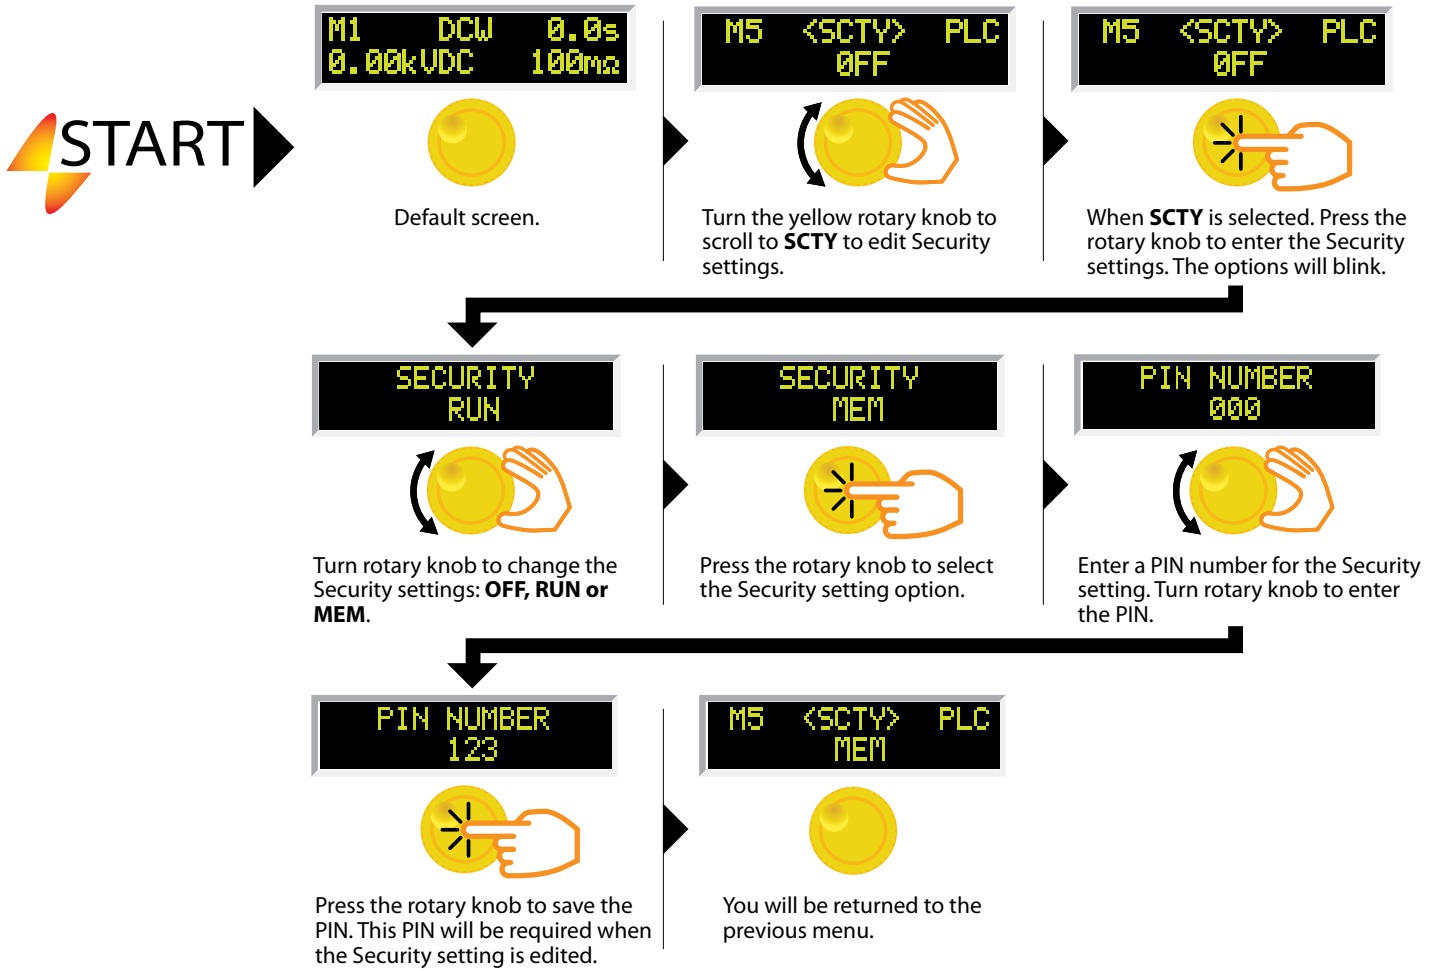 START
M1 DCW 0.0s
0.00kVDC 100mΩ
Default screen.
M5 <SCTY> PLC
OFF
Turn the yellow rotary knob to
scroll to SCTY to edit Security
settings.
M5 <SCTY> PLC
OFF
When SCTY is selected. Press the
rotary knob to enter the Security
settings. The options will blink.
SECURITY
RUN
Turn rotary knob to change the
Security settings: OFF, RUN or
MEM.
SECURITY
MEM
Press the rotary knob to select
the Security setting option.
PIN NUMBER
000
Enter a PIN number for the Security
setting. Turn rotary knob to enter
the PIN.
PIN NUMBER
123
Press the rotary knob to save the
PIN. This PIN will be required when
the Security setting is edited.
M5 <SCTY> PLC
MEM
You will be returned to the
previous menu.